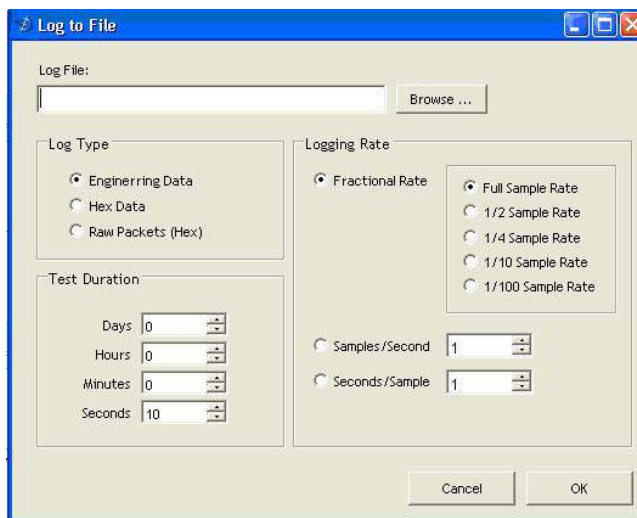 Log to File
Log File:
Browse ...
Log Type
Enginerring Data
Hex Data
Raw Packets (Hex)
Test Duration
Days 0
Hours 0
Minutes 0
Seconds 10
Logging Rate
Fractional Rate
Full Sample Rate
1/2 Sample Rate
1/4 Sample Rate
1/10 Sample Rate
1/100 Sample Rate
Samples/Second 1
Seconds/Sample 1
Cancel
OK